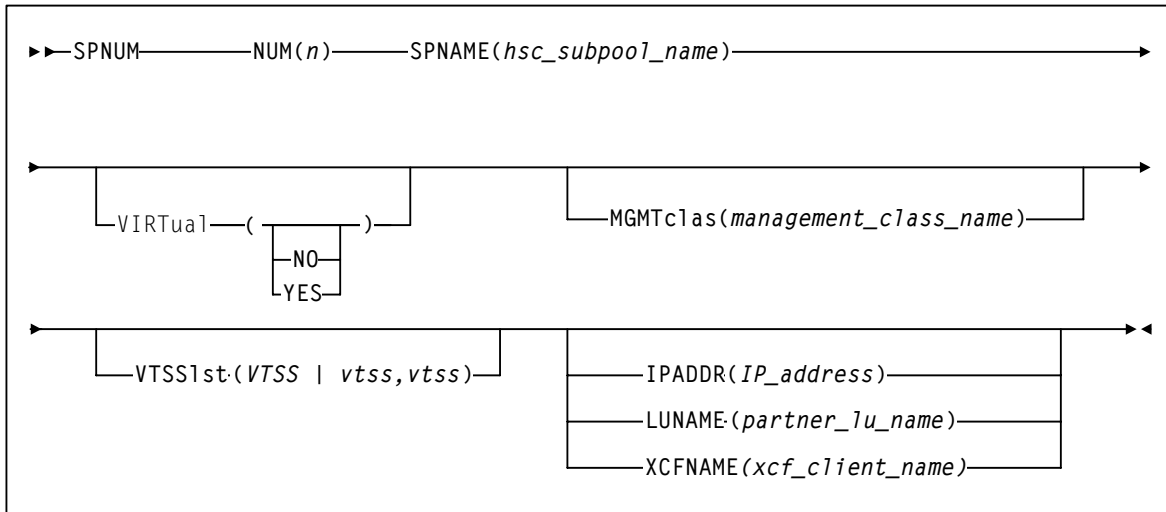 SPNUM NUM(n) SPNAME(hsc_subpool_name)
VIRTual ( )
NO
YES
MGMTclas(management_class_name)
VTSSlst(VTSS | vtss,vtss)
IPADDR(IP_address)
LUNAME(partner_lu_name)
XCFNAME(xcf_client_name)